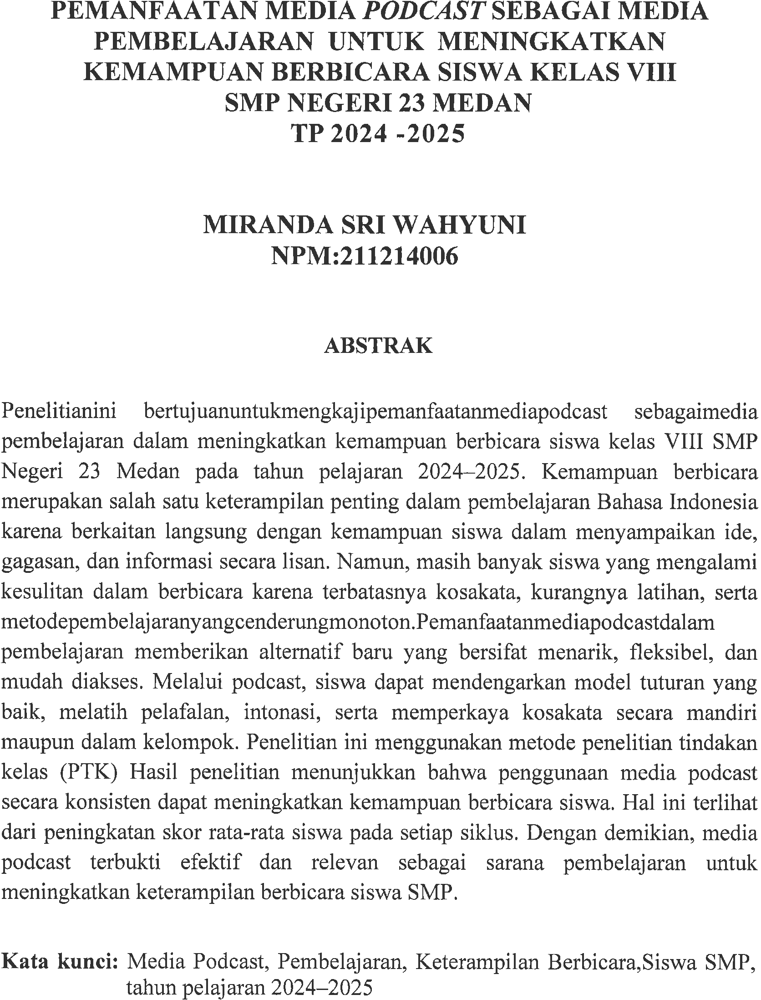 PEMANFAATAN MEDIA PODCAST SEBAGAI MEDIA
PEMBELAJARAN UNTUK MENINGKATKAN
KEMAMPUAN BERBICARA SISWA KELAS VIII
SMP NEGERI 23 MEDAN
TP 2024 -2025
MIRANDA SRI WAHYUNI
NPM:211214006
ABSTRAK
Penelitianini bertujuanuntukmengkajipemanfaatanmediapodcast sebagaimedia
pembelajaran dalam meningkatkan kemampuan berbicara siswa kelas VIII SMP
Negeri 23 Medan pada tahun pelajaran 2024–2025. Kemampuan berbicara
merupakan salah satu keterampilan penting dalam pembelajaran Bahasa Indonesia
karena berkaitan langsung dengan kemampuan siswa dalam menyampaikan ide,
gagasan, dan informasi secara lisan. Namun, masih banyak siswa yang mengalami
kesulitan dalam berbicara karena terbatasnya kosakata, kurangnya latihan, serta
metodepembelajaranyangcenderungmonoton.Pemanfaatanmediapodcastdalam
pembelajaran memberikan alternatif baru yang bersifat menarik, fleksibel, dan
mudah diakses. Melalui podcast, siswa dapat mendengarkan model tuturan yang
baik, melatih pelafalan, intonasi, serta memperkaya kosakata secara mandiri
maupun dalam kelompok. Penelitian ini menggunakan metode penelitian tindakan
kelas (PTK) Hasil penelitian menunjukkan bahwa penggunaan media podcast
secara konsisten dapat meningkatkan kemampuan berbicara siswa. Hal ini terlihat
dari peningkatan skor rata-rata siswa pada setiap siklus. Dengan demikian, media
podcast terbukti efektif dan relevan sebagai sarana pembelajaran untuk
meningkatkan keterampilan berbicara siswa SMP.
Kata kunci: Media Podcast, Pembelajaran, Keterampilan Berbicara,Siswa SMP,
tahun pelajaran 2024–2025